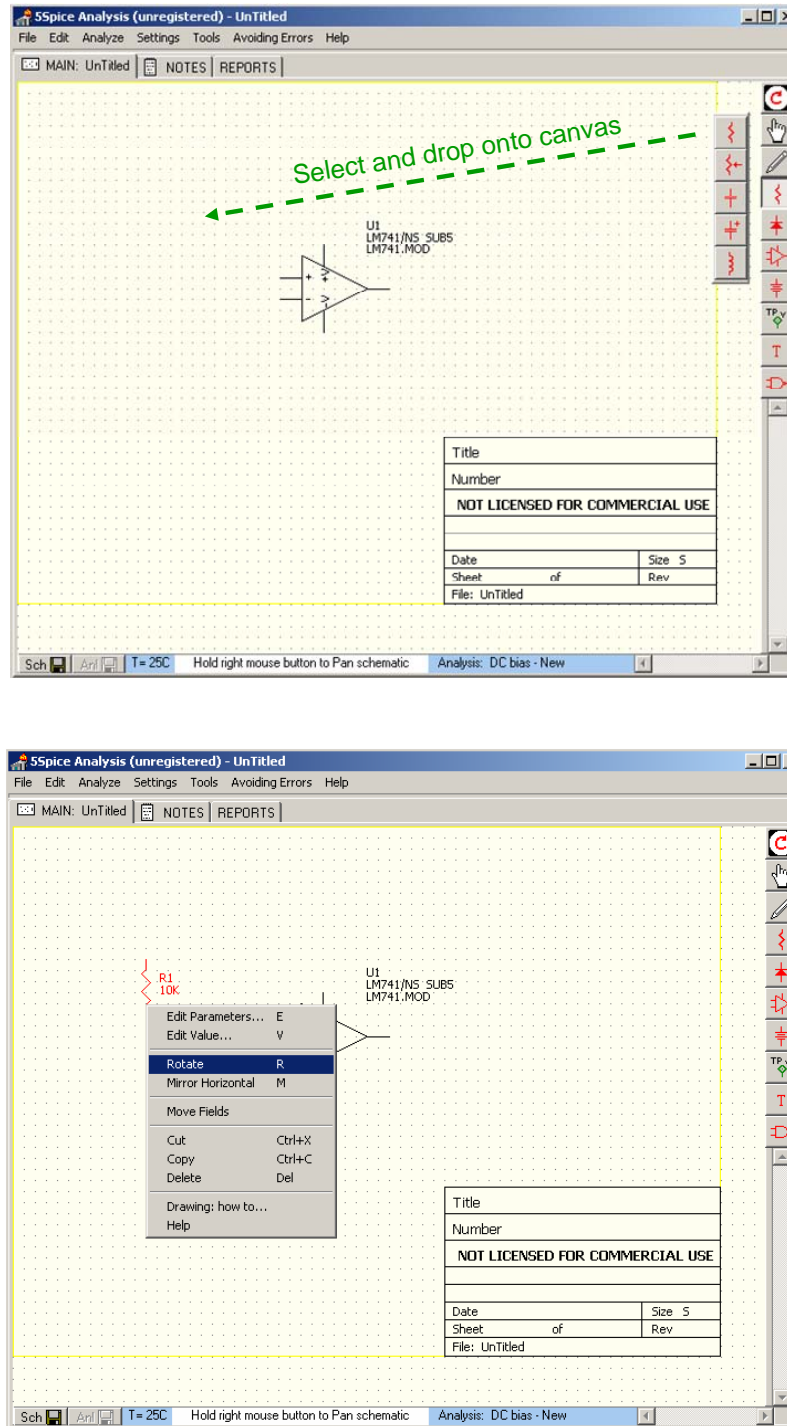 5Spice Analysis (unregistered) - UnTitled
File Edit Analyze Settings Tools Avoiding Errors Help
MAIN: UnTitled NOTES REPORTS
Select and drop onto canvas
U1
LM741/NS_SUB5
LM741.MOD
+ V+
- V-
TP V
T
Title
Number
NOT LICENSED FOR COMMERCIAL USE
Date Size S
Sheet of Rev
File: UnTitled
Sch Anl T= 25C Hold right mouse button to Pan schematic Analysis: DC bias - New
5Spice Analysis (unregistered) - UnTitled
File Edit Analyze Settings Tools Avoiding Errors Help
MAIN: UnTitled NOTES REPORTS
R1
10K
U1
LM741/NS_SUB5
LM741.MOD
Edit Parameters... E
Edit Value... V
Rotate R
Mirror Horizontal M
Move Fields
Cut Ctrl+X
Copy Ctrl+C
Delete Del
Drawing: how to...
Help
TP V
T
Title
Number
NOT LICENSED FOR COMMERCIAL USE
Date Size S
Sheet of Rev
File: UnTitled
Sch Anl T= 25C Hold right mouse button to Pan schematic Analysis: DC bias - New